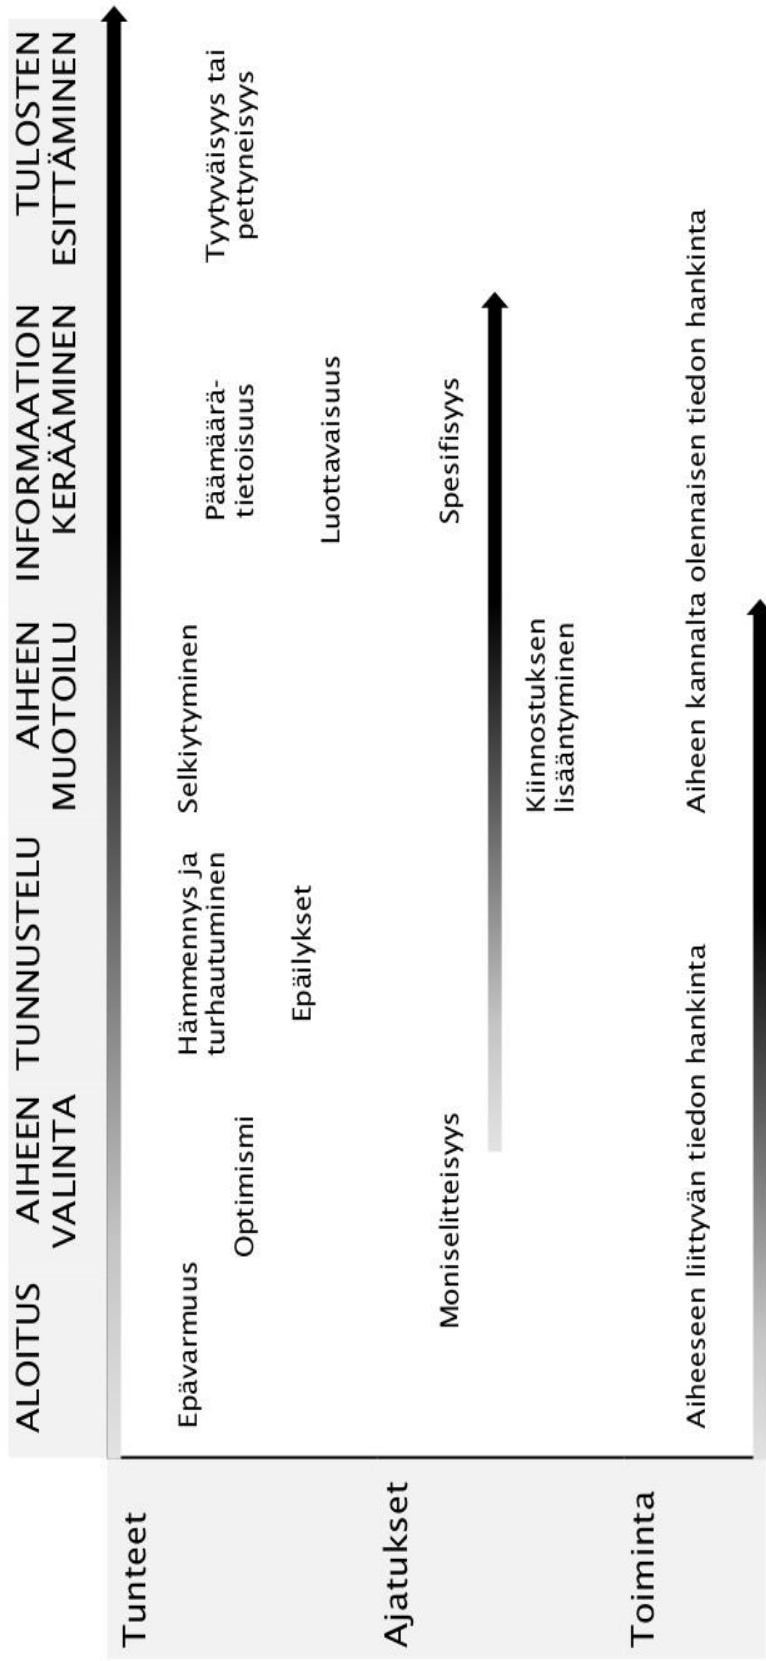 ALOITUS
AIHEEN
VALINTA
TUNNUSTELU
AIHEEN
MUOTOILU
INFORMAATION
KERÄÄMINEN
TULOSTEN
ESITTÄMINEN
Tunteet
Epävarmuus
Optimismi
Hämmennys ja
turhautuminen
Epäilykset
Selkiytyminen
Päämäärä-
tietoisuus
Luottavaisuus
Tyytyväisyys tai
pettyneisyys
Ajatukset
Moniselitteisyys
Spesifisyys
Kiinnostuksen
lisääntyminen
Toiminta
Aiheeseen liittyvän tiedon hankinta
Aiheen kannalta olennaisen tiedon hankinta